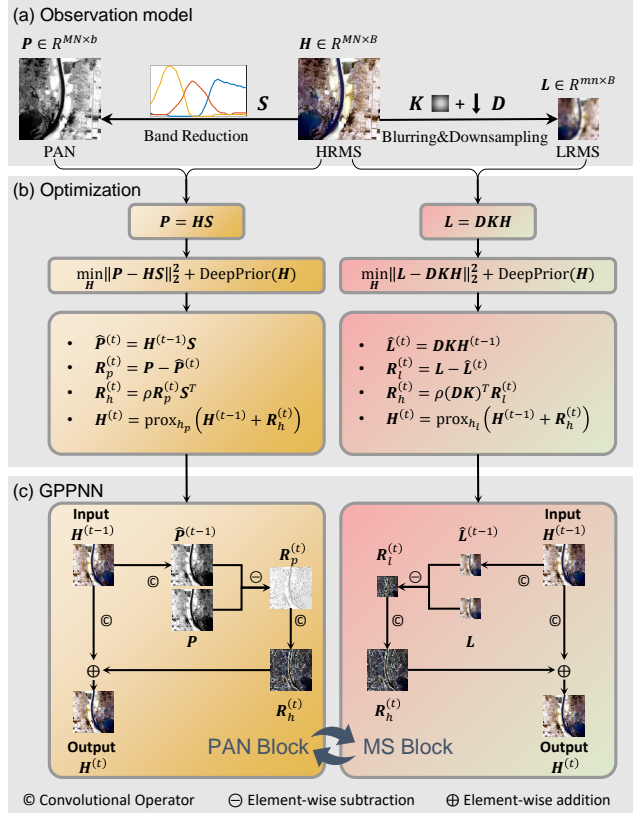 (a) Observation model
P ∈ R^{MN×b}
H ∈ R^{MN×B}
L ∈ R^{mn×B}
S
K + ↓ D
Band Reduction
Blurring&Downsampling
PAN
HRMS
LRMS
(b) Optimization
P = HS
L = DKH
min_H ‖P − HS‖₂² + DeepPrior(H)
min_H ‖L − DKH‖₂² + DeepPrior(H)
• P̂^{(t)} = H^{(t−1)}S
• R_p^{(t)} = P − P̂^{(t)}
• R_h^{(t)} = ρR_p^{(t)}S^T
• H^{(t)} = prox_{h_p}(H^{(t−1)} + R_h^{(t)})
• L̂^{(t)} = DKH^{(t−1)}
• R_l^{(t)} = L − L̂^{(t)}
• R_h^{(t)} = ρ(DK)^T R_l^{(t)}
• H^{(t)} = prox_{h_l}(H^{(t−1)} + R_h^{(t)})
(c) GPPNN
Input
H^{(t−1)}
P̂^{(t−1)}
R_p^{(t)}
©
⊖
©
©
P
⊕
R_h^{(t)}
Output
H^{(t)}
PAN Block
Input
H^{(t−1)}
L̂^{(t−1)}
R_l^{(t)}
©
⊖
©
©
L
⊕
R_h^{(t)}
Output
H^{(t)}
MS Block
© Convolutional Operator ⊖ Element-wise subtraction ⊕ Element-wise addition